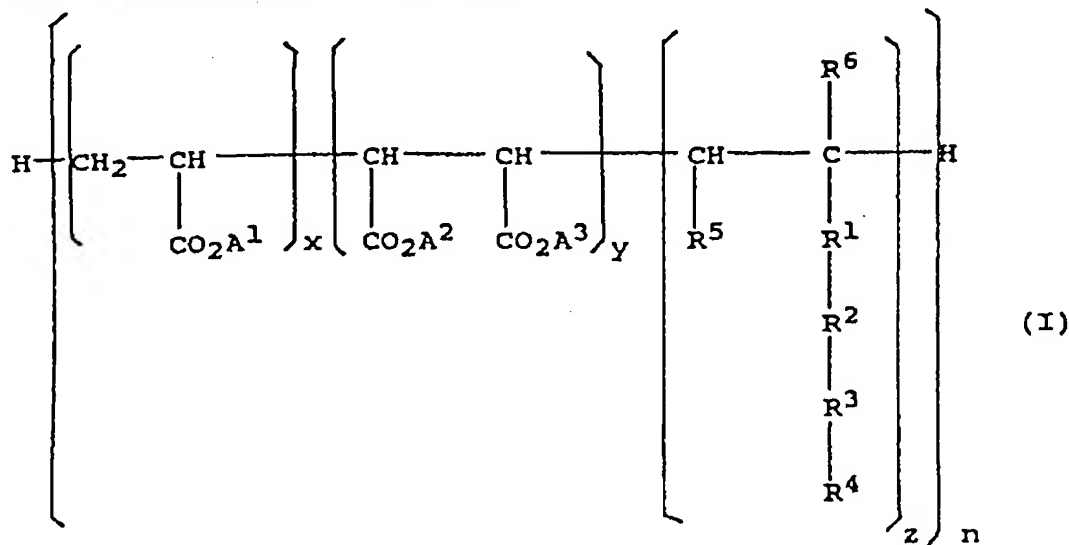 R⁶
H CH₂ CH CH CH CH C H
CO₂A¹ x CO₂A² CO₂A³ y R⁵ R¹
R²
(I)
R³
R⁴
z n